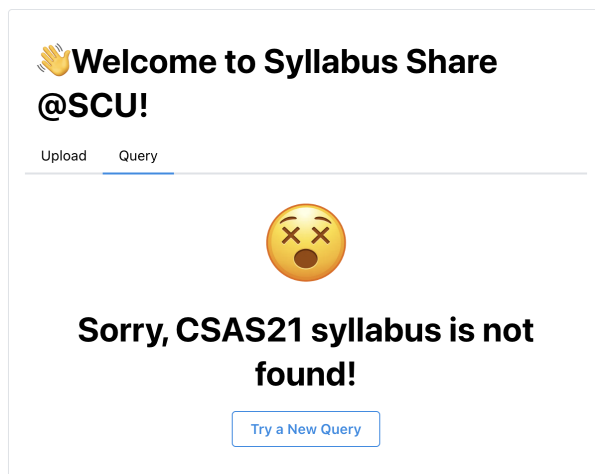 👋Welcome to Syllabus Share
@SCU!
Upload Query
Sorry, CSAS21 syllabus is not
found!
Try a New Query